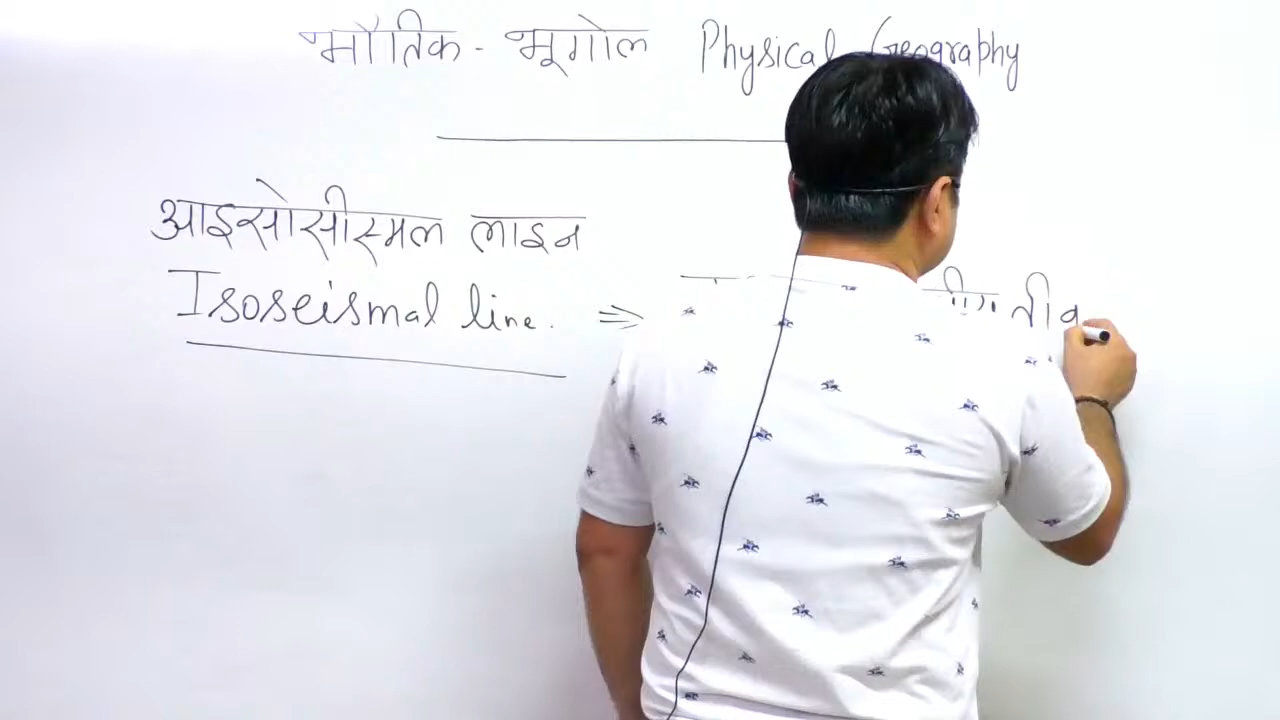 भौतिक - भूगोल Physical Geography
आइसोसीस्मल लाइन
Isoseismal line. ⇒